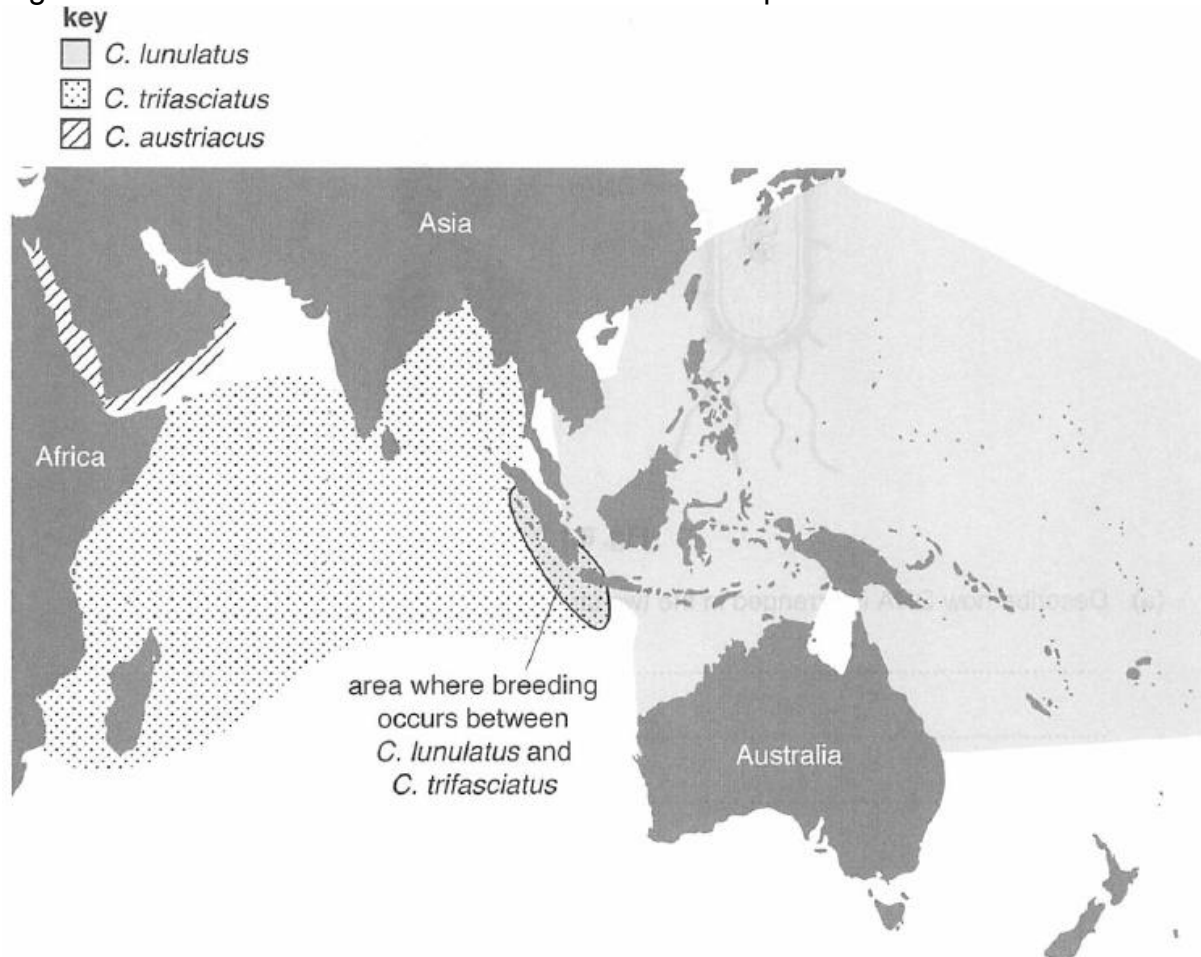 key
C. lunulatus
C. trifasciatus
C. austriacus
Asia
Africa
area where breeding
occurs between
C. lunulatus and
C. trifasciatus
Australia